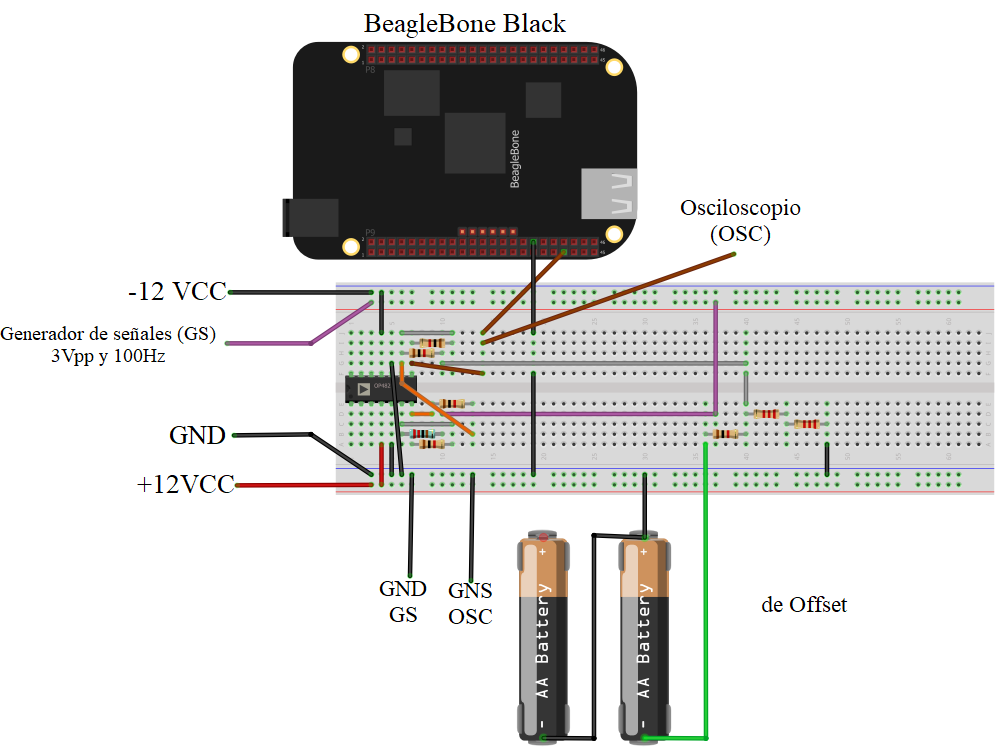 BeagleBone Black
P8
BeagleBone
P9
Osciloscopio
(OSC)
-12 VCC
Generador de señales (GS)
3Vpp y 100Hz
OP482
GND
+12VCC
GND
GS
GNS
OSC
+
AA Battery
-
+
AA Battery
-
de Offset